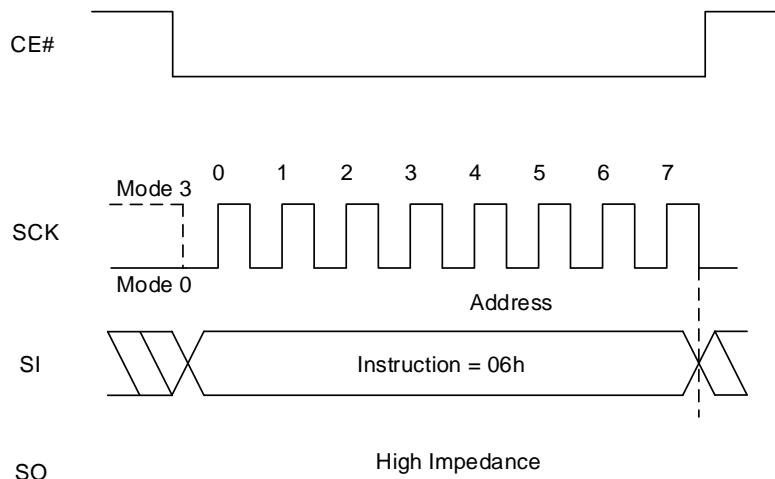 CE#
0 1 2 3 4 5 6 7
Mode 3
SCK
Mode 0
Address
SI
Instruction = 06h
High Impedance
SO